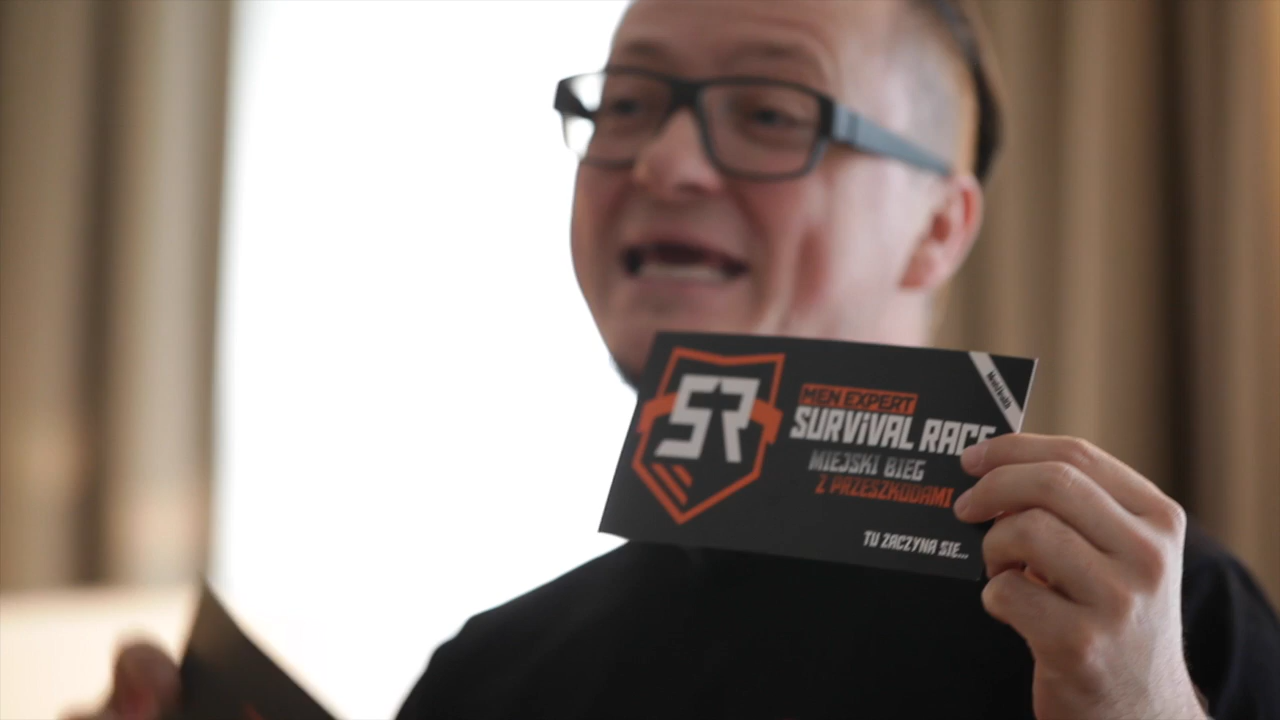 SR
MEN EXPERT
SURVIVAL RACE
MIEJSKI BIEG
Z PRZESZKODAMI
TU ZACZYNA SIĘ...